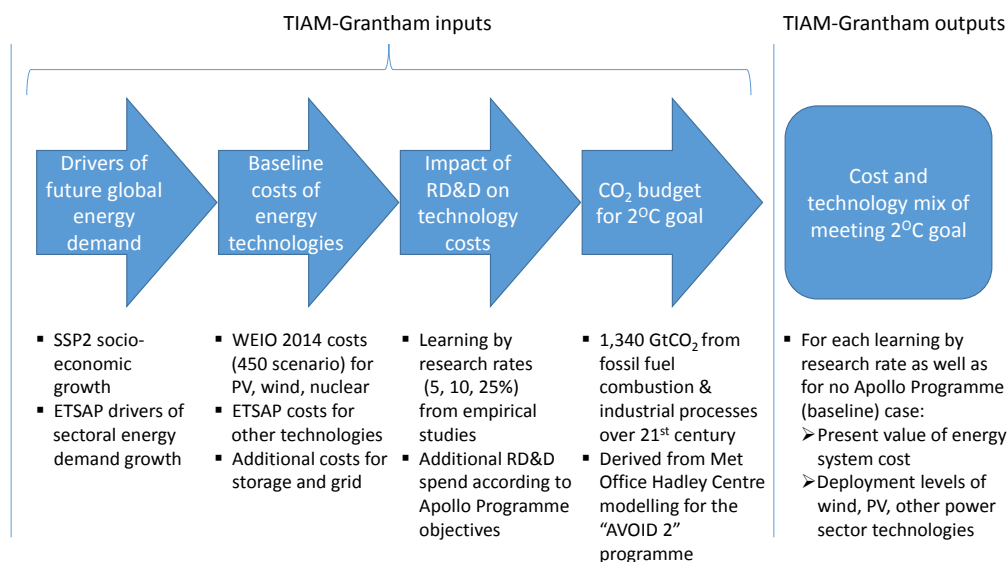 TIAM-Grantham inputs
TIAM-Grantham outputs
Drivers of
future global
energy
demand
Baseline
costs of
energy
technologies
Impact of
RD&D on
technology
costs
CO2 budget
for 2OC goal
Cost and
technology mix of
meeting 2OC goal
▪ SSP2 socio-
economic
growth
▪ ETSAP drivers of
sectoral energy
demand growth
▪ WEIO 2014 costs
(450 scenario) for
PV, wind, nuclear
▪ ETSAP costs for
other technologies
▪ Additional costs for
storage and grid
▪ Learning by
research rates
(5, 10, 25%)
from empirical
studies
▪ Additional RD&D
spend according to
Apollo Programme
objectives
▪ 1,340 GtCO2 from
fossil fuel
combustion &
industrial processes
over 21st century
▪ Derived from Met
Office Hadley Centre
modelling for the
“AVOID 2”
programme
▪ For each learning by
research rate as well as
for no Apollo Programme
(baseline) case:
➢Present value of energy
system cost
➢Deployment levels of
wind, PV, other power
sector technologies